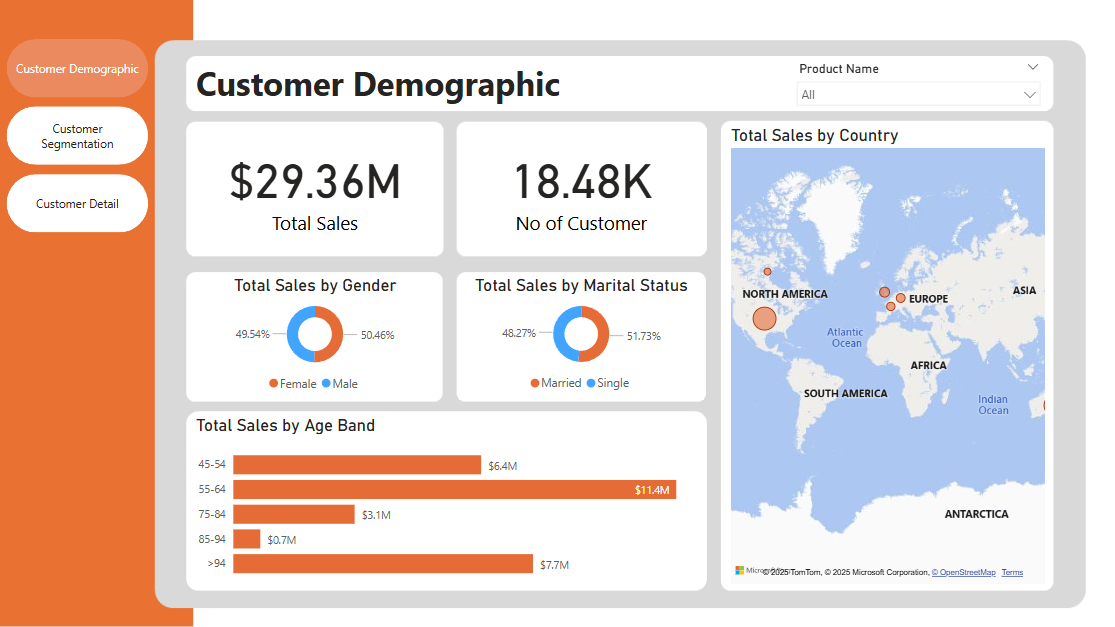 Customer Demographic
Customer
Segmentation
Customer Detail
Customer Demographic
Product Name
All
$29.36M
Total Sales
18.48K
No of Customer
Total Sales by Gender
49.54%
50.46%
Female Male
Total Sales by Marital Status
48.27%
51.73%
Married Single
Total Sales by Age Band
45-54 $6.4M
55-64 $11.4M
75-84 $3.1M
85-94 $0.7M
>94 $7.7M
Total Sales by Country
NORTH AMERICA
EUROPE
ASIA
Atlantic
Ocean
AFRICA
SOUTH AMERICA
Indian
Ocean
ANTARCTICA
© 2025 TomTom, © 2025 Microsoft Corporation, © OpenStreetMap Terms